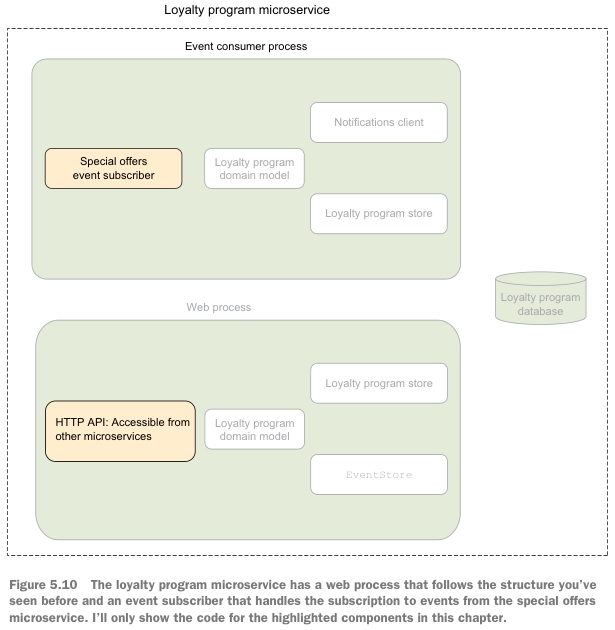 Loyalty program microservice
Event consumer process
Notifications client
Special offers
event subscriber
Loyalty program
domain model
Loyalty program store
Loyalty program
database
Web process
Loyalty program store
HTTP API: Accessible from
other microservices
Loyalty program
domain model
EventStore
Figure 5.10 The loyalty program microservice has a web process that follows the structure you've
seen before and an event subscriber that handles the subscription to events from the special offers
microservice. I'll only show the code for the highlighted components in this chapter.